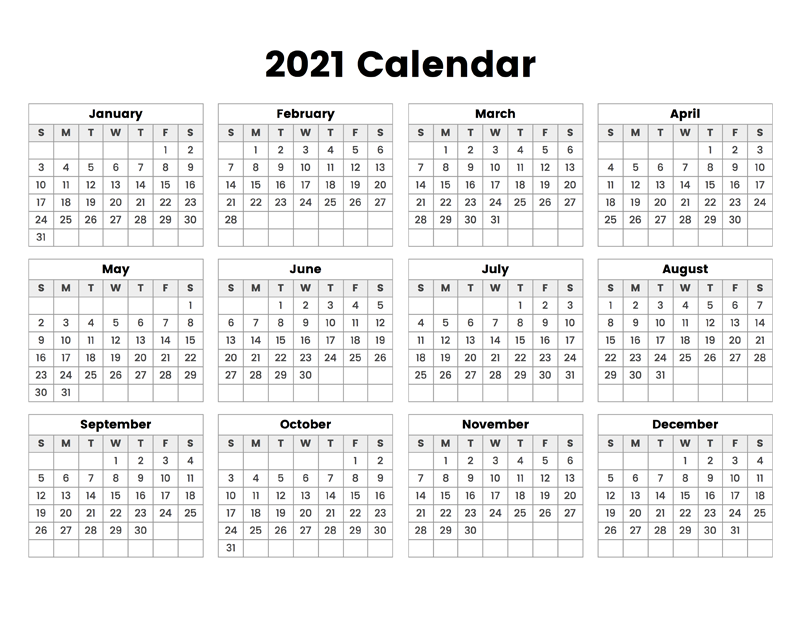 2021 Calendar
January
S M T W T F S
1 2
3 4 5 6 7 8 9
10 11 12 13 14 15 16
17 18 19 20 21 22 23
24 25 26 27 28 29 30
31
February
S M T W T F S
1 2 3 4 5 6
7 8 9 10 11 12 13
14 15 16 17 18 19 20
21 22 23 24 25 26 27
28
March
S M T W T F S
1 2 3 4 5 6
7 8 9 10 11 12 13
14 15 16 17 18 19 20
21 22 23 24 25 26 27
28 29 30 31
April
S M T W T F S
1 2 3
4 5 6 7 8 9 10
11 12 13 14 15 16 17
18 19 20 21 22 23 24
25 26 27 28 29 30
May
S M T W T F S
1
2 3 4 5 6 7 8
9 10 11 12 13 14 15
16 17 18 19 20 21 22
23 24 25 26 27 28 29
30 31
June
S M T W T F S
1 2 3 4 5
6 7 8 9 10 11 12
13 14 15 16 17 18 19
20 21 22 23 24 25 26
27 28 29 30
July
S M T W T F S
1 2 3
4 5 6 7 8 9 10
11 12 13 14 15 16 17
18 19 20 21 22 23 24
25 26 27 28 29 30 31
August
S M T W T F S
1 2 3 4 5 6 7
8 9 10 11 12 13 14
15 16 17 18 19 20 21
22 23 24 25 26 27 28
29 30 31
September
S M T W T F S
1 2 3 4
5 6 7 8 9 10 11
12 13 14 15 16 17 18
19 20 21 22 23 24 25
26 27 28 29 30
October
S M T W T F S
1 2
3 4 5 6 7 8 9
10 11 12 13 14 15 16
17 18 19 20 21 22 23
24 25 26 27 28 29 30
31
November
S M T W T F S
1 2 3 4 5 6
7 8 9 10 11 12 13
14 15 16 17 18 19 20
21 22 23 24 25 26 27
28 29 30
December
S M T W T F S
1 2 3 4
5 6 7 8 9 10 11
12 13 14 15 16 17 18
19 20 21 22 23 24 25
26 27 28 29 30 31